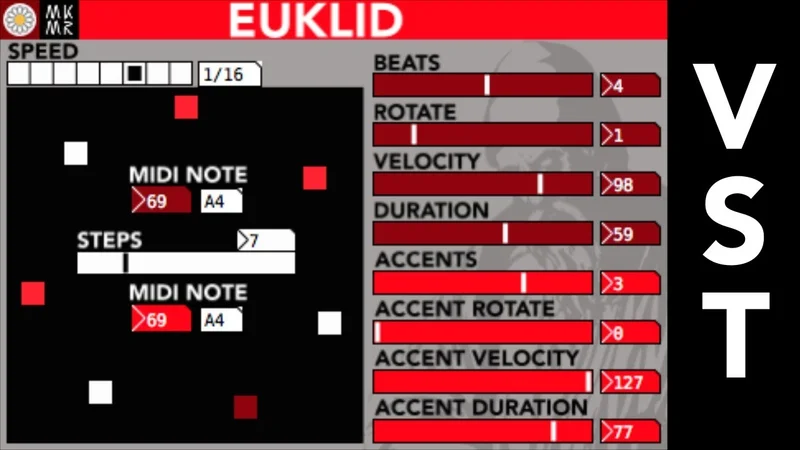 MK
MR
EUKLID
SPEED
1/16
MIDI NOTE
>69 A4
STEPS >7
MIDI NOTE
>69 A4
BEATS
>4
ROTATE
>1
VELOCITY
>98
DURATION
>59
ACCENTS
>3
ACCENT ROTATE
>0
ACCENT VELOCITY
>127
ACCENT DURATION
>77
VST